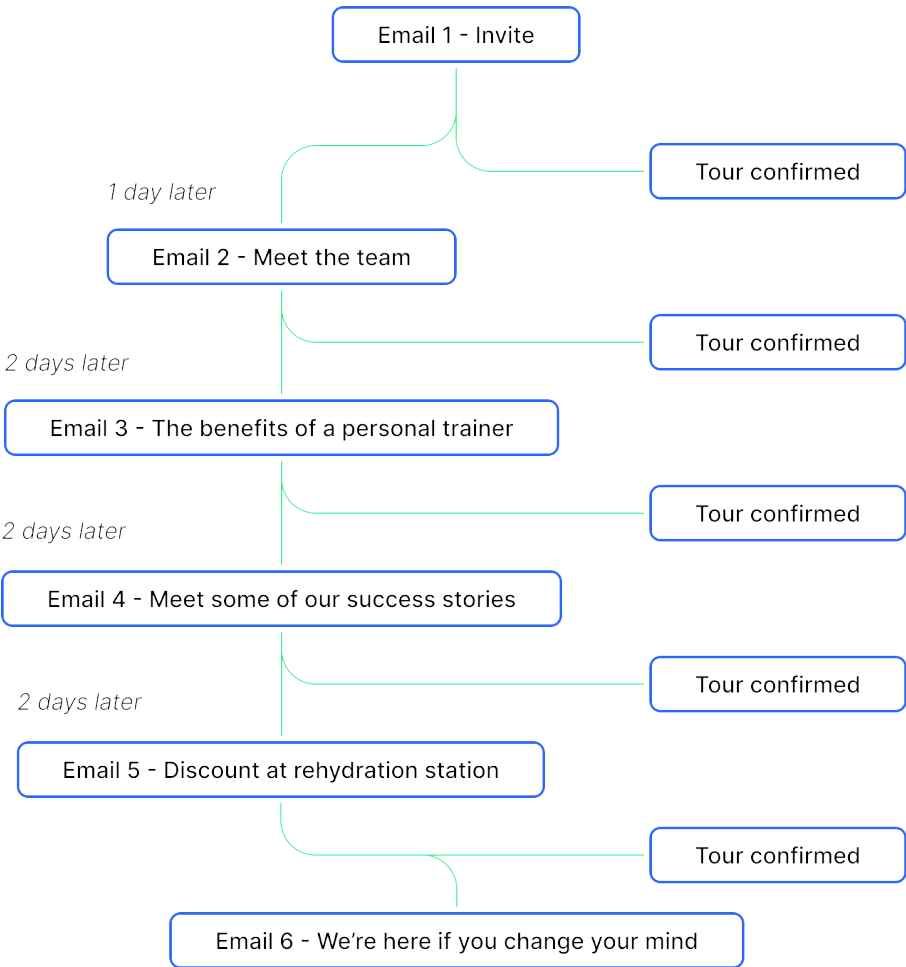 Email 1 - Invite
Tour confirmed
1 day later
Email 2 - Meet the team
Tour confirmed
2 days later
Email 3 - The benefits of a personal trainer
Tour confirmed
2 days later
Email 4 - Meet some of our success stories
Tour confirmed
2 days later
Email 5 - Discount at rehydration station
Tour confirmed
Email 6 - We’re here if you change your mind